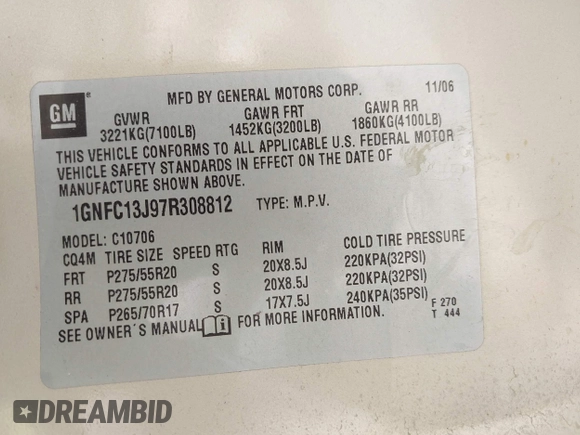 MFD BY GENERAL MOTORS CORP. 11/06
GM ®
GVWR GAWR FRT GAWR RR
3221KG(7100LB) 1452KG(3200LB) 1860KG(4100LB)
THIS VEHICLE CONFORMS TO ALL APPLICABLE U.S. FEDERAL MOTOR
VEHICLE SAFETY STANDARDS IN EFFECT ON THE DATE OF
MANUFACTURE SHOWN ABOVE.
1GNFC13J97R308812 TYPE: M.P.V.
MODEL: C10706
CQ4M TIRE SIZE SPEED RTG RIM COLD TIRE PRESSURE
FRT P275/55R20 S 20X8.5J 220KPA(32PSI)
RR P275/55R20 S 20X8.5J 220KPA(32PSI)
SPA P265/70R17 S 17X7.5J 240KPA(35PSI)
SEE OWNER'S MANUAL FOR MORE INFORMATION.
F 270
T 444
DREAMBID